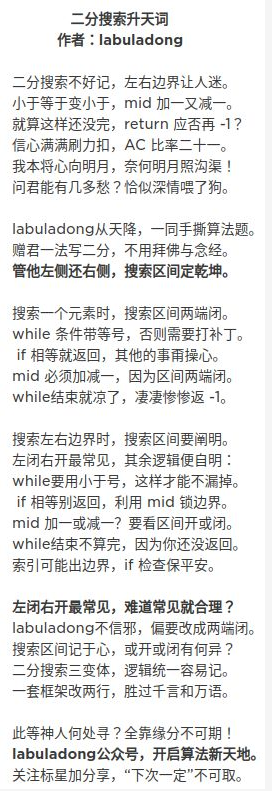 二分搜索升天词
作者：labuladong
二分搜索不好记，左右边界让人迷。
小于等于变小于，mid 加一又减一。
就算这样还没完，return 应否再 -1？
信心满满刷力扣，AC 比率二十一。
我本将心向明月，奈何明月照沟渠！
问君能有几多愁？恰似深情喂了狗。
labuladong从天降，一同手撕算法题。
赠君一法写二分，不用拜佛与念经。
管他左侧还右侧，搜索区间定乾坤。
搜索一个元素时，搜索区间两端闭。
while 条件带等号，否则需要打补丁。
if 相等就返回，其他的事甭操心。
mid 必须加减一，因为区间两端闭。
while结束就凉了，凄凄惨惨返 -1。
搜索左右边界时，搜索区间要阐明。
左闭右开最常见，其余逻辑便自明：
while要用小于号，这样才能不漏掉。
if 相等别返回，利用 mid 锁边界。
mid 加一或减一？要看区间开或闭。
while结束不算完，因为你还没返回。
索引可能出边界，if 检查保平安。
左闭右开最常见，难道常见就合理？
labuladong不信邪，偏要改成两端闭。
搜索区间记于心，或开或闭有何异？
二分搜索三变体，逻辑统一容易记。
一套框架改两行，胜过千言和万语。
此等神人何处寻？全靠缘分不可期！
labuladong公众号，开启算法新天地。
关注标星加分享，“下次一定”不可取。